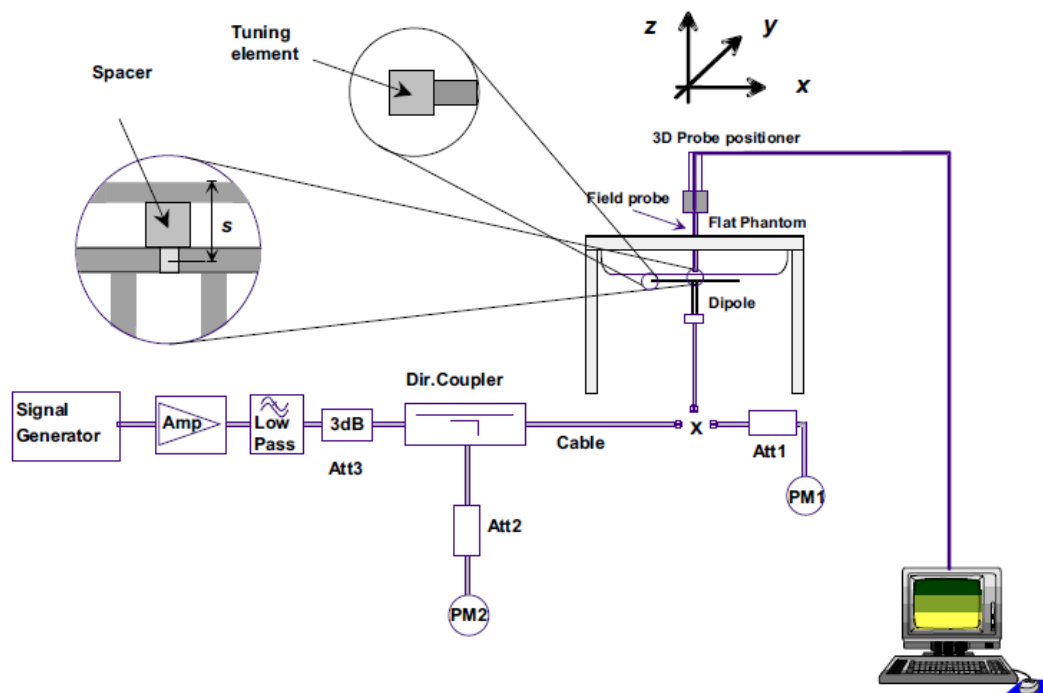 Tuning
element
Spacer
s
z
y
x
3D Probe positioner
Field probe
Flat Phantom
Dipole
Dir.Coupler
Signal
Generator
Amp
Low
Pass
3dB
Att3
Cable
X
Att1
PM1
Att2
PM2